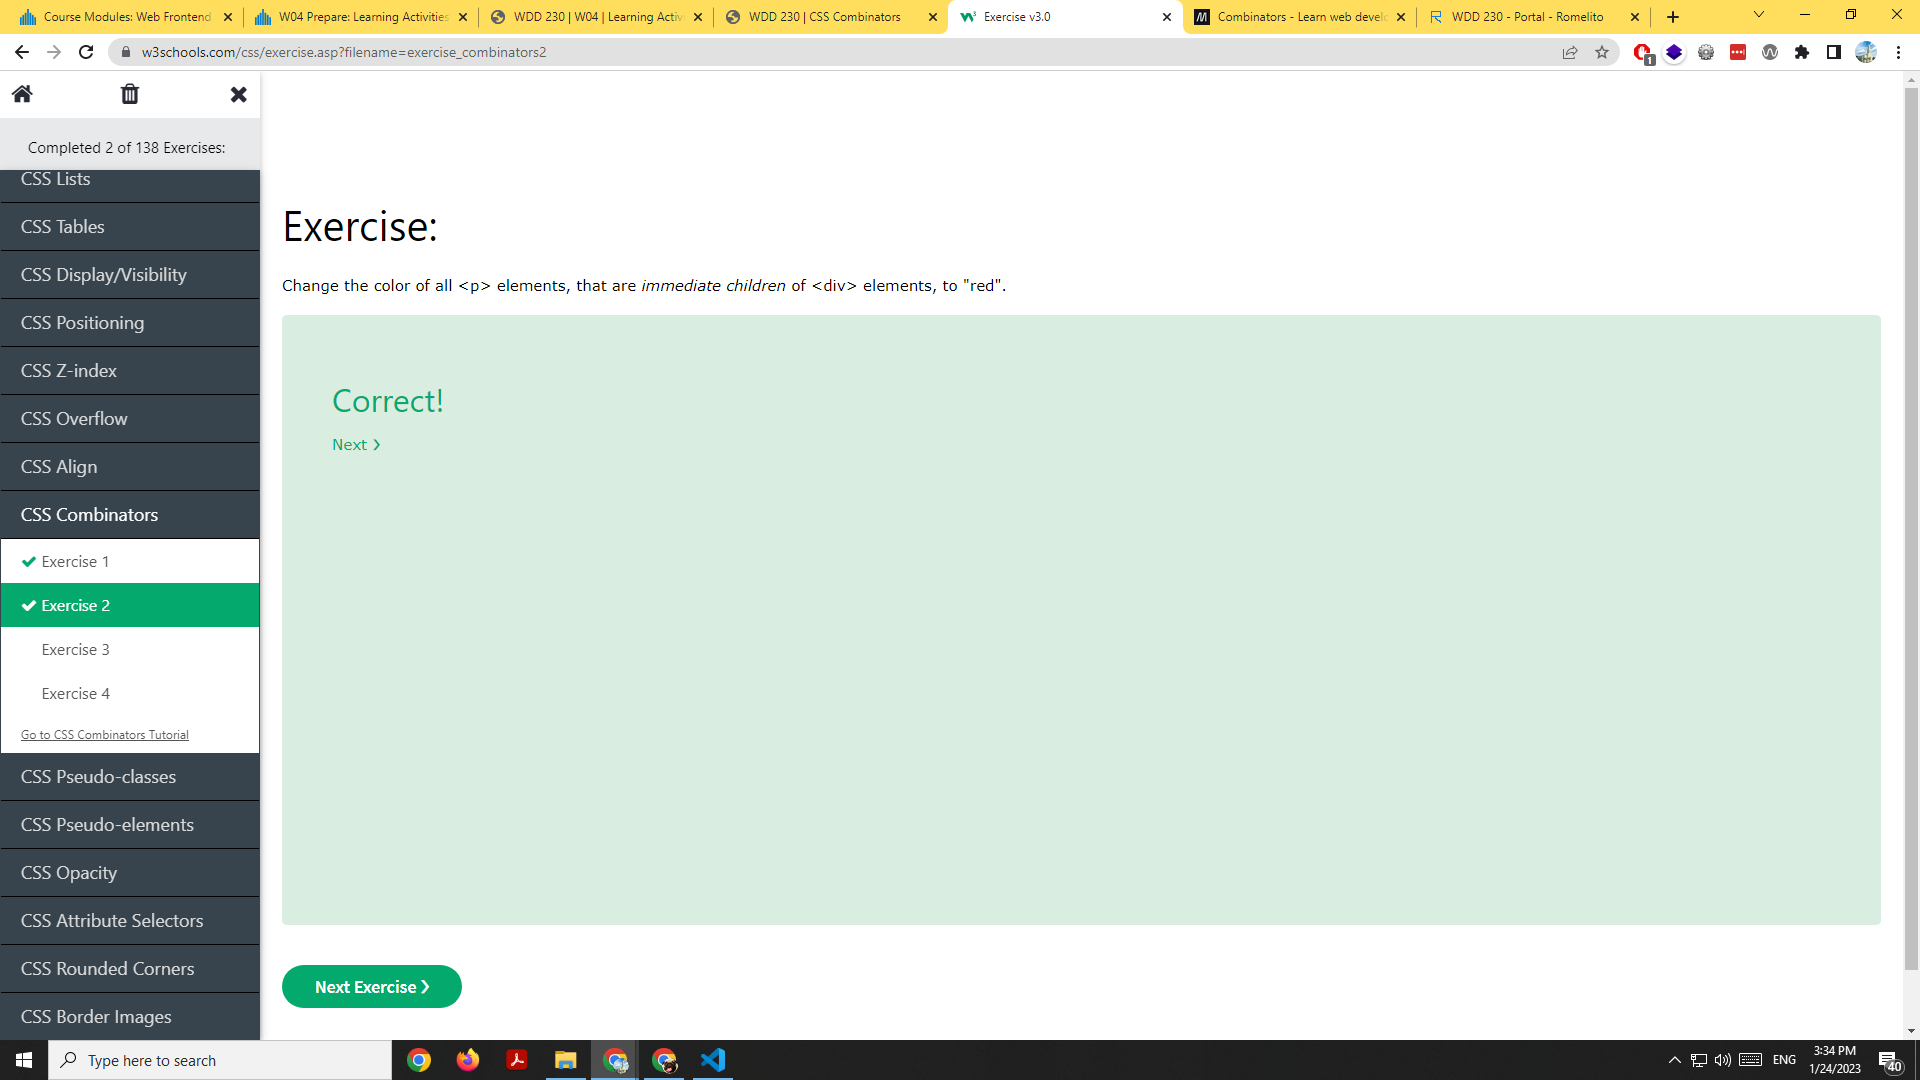 Course Modules: Web Frontend
W04 Prepare: Learning Activities
WDD 230 | W04 | Learning Activi
WDD 230 | CSS Combinators
Exercise v3.0
Combinators - Learn web develo
WDD 230 - Portal - Romelito
w3schools.com/css/exercise.asp?filename=exercise_combinators2
1
Completed 2 of 138 Exercises:
CSS Lists
CSS Tables
CSS Display/Visibility
CSS Positioning
CSS Z-index
CSS Overflow
CSS Align
CSS Combinators
Exercise 1
Exercise 2
Exercise 3
Exercise 4
Go to CSS Combinators Tutorial
CSS Pseudo-classes
CSS Pseudo-elements
CSS Opacity
CSS Attribute Selectors
CSS Rounded Corners
CSS Border Images
Exercise:
Change the color of all <p> elements, that are immediate children of <div> elements, to "red".
Correct!
Next ❯
Next Exercise ❯
Type here to search
ENG
3:34 PM
1/24/2023
40